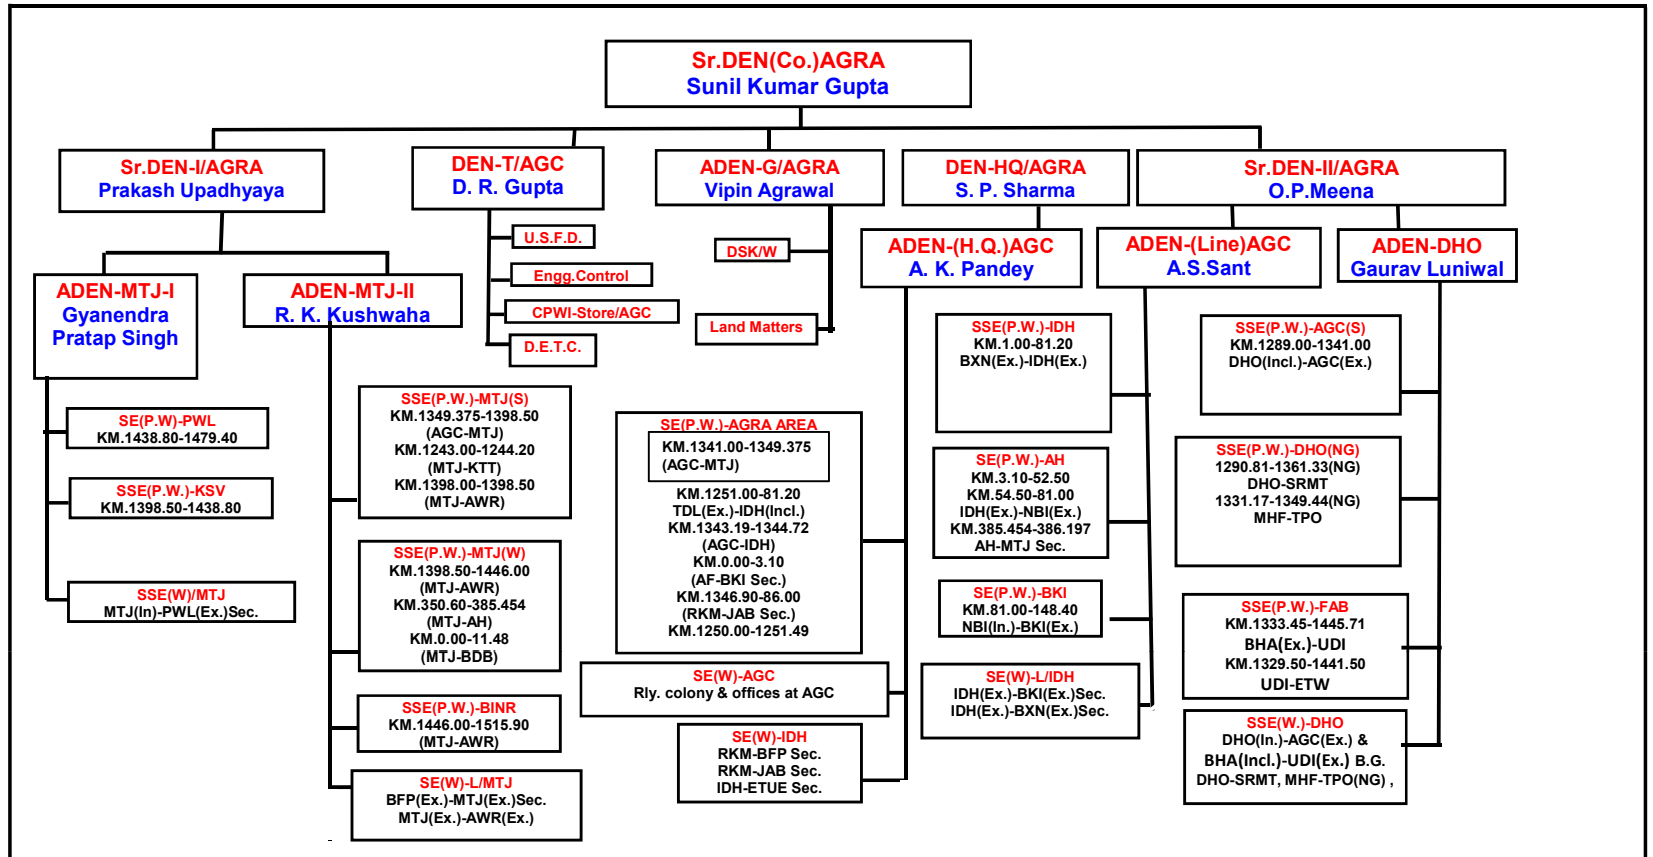 Sr.DEN(Co.)AGRA
Sunil Kumar Gupta
Sr.DEN-I/AGRA
Prakash Upadhyaya
DEN-T/AGC
D. R. Gupta
ADEN-G/AGRA
Vipin Agrawal
DEN-HQ/AGRA
S. P. Sharma
Sr.DEN-II/AGRA
O.P.Meena
U.S.F.D.
Engg.Control
CPWI-Store/AGC
D.E.T.C.
DSK/W
Land Matters
ADEN-(H.Q.)AGC
A. K. Pandey
ADEN-(Line)AGC
A.S.Sant
ADEN-DHO
Gaurav Luniwal
ADEN-MTJ-I
Gyanendra
Pratap Singh
ADEN-MTJ-II
R. K. Kushwaha
SE(P.W)-PWL
KM.1438.80-1479.40
SSE(P.W.)-KSV
KM.1398.50-1438.80
SSE(W)/MTJ
MTJ(In)-PWL(Ex.)Sec.
SSE(P.W.)-MTJ(S)
KM.1349.375-1398.50
(AGC-MTJ)
KM.1243.00-1244.20
(MTJ-KTT)
KM.1398.00-1398.50
(MTJ-AWR)
SSE(P.W.)-MTJ(W)
KM.1398.50-1446.00
(MTJ-AWR)
KM.350.60-385.454
(MTJ-AH)
KM.0.00-11.48
(MTJ-BDB)
SSE(P.W.)-BINR
KM.1446.00-1515.90
(MTJ-AWR)
SE(W)-L/MTJ
BFP(Ex.)-MTJ(Ex.)Sec.
MTJ(Ex.)-AWR(Ex.)
SE(P.W.)-AGRA AREA
KM.1341.00-1349.375
(AGC-MTJ)
KM.1251.00-81.20
TDL(Ex.)-IDH(Incl.)
KM.1343.19-1344.72
(AGC-IDH)
KM.0.00-3.10
(AF-BKI Sec.)
KM.1346.90-86.00
(RKM-JAB Sec.)
KM.1250.00-1251.49
SE(W)-AGC
Rly. colony & offices at AGC
SE(W)-IDH
RKM-BFP Sec.
RKM-JAB Sec.
IDH-ETUE Sec.
SSE(P.W.)-IDH
KM.1.00-81.20
BXN(Ex.)-IDH(Ex.)
SE(P.W.)-AH
KM.3.10-52.50
KM.54.50-81.00
IDH(Ex.)-NBI(Ex.)
KM.385.454-386.197
AH-MTJ Sec.
SE(P.W.)-BKI
KM.81.00-148.40
NBI(In.)-BKI(Ex.)
SE(W)-L/IDH
IDH(Ex.)-BKI(Ex.)Sec.
IDH(Ex.)-BXN(Ex.)Sec.
SSE(P.W.)-AGC(S)
KM.1289.00-1341.00
DHO(Incl.)-AGC(Ex.)
SSE(P.W.)-DHO(NG)
1290.81-1361.33(NG)
DHO-SRMT
1331.17-1349.44(NG)
MHF-TPO
SSE(P.W.)-FAB
KM.1333.45-1445.71
BHA(Ex.)-UDI
KM.1329.50-1441.50
UDI-ETW
SSE(W.)-DHO
DHO(In.)-AGC(Ex.) &
BHA(Incl.)-UDI(Ex.) B.G.
DHO-SRMT, MHF-TPO(NG) ,